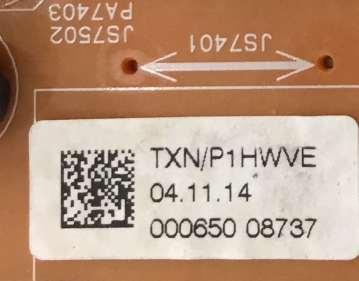 PA7403
JS7502
JS7401
TXN/P1HWVE
04.11.14
000650 08737